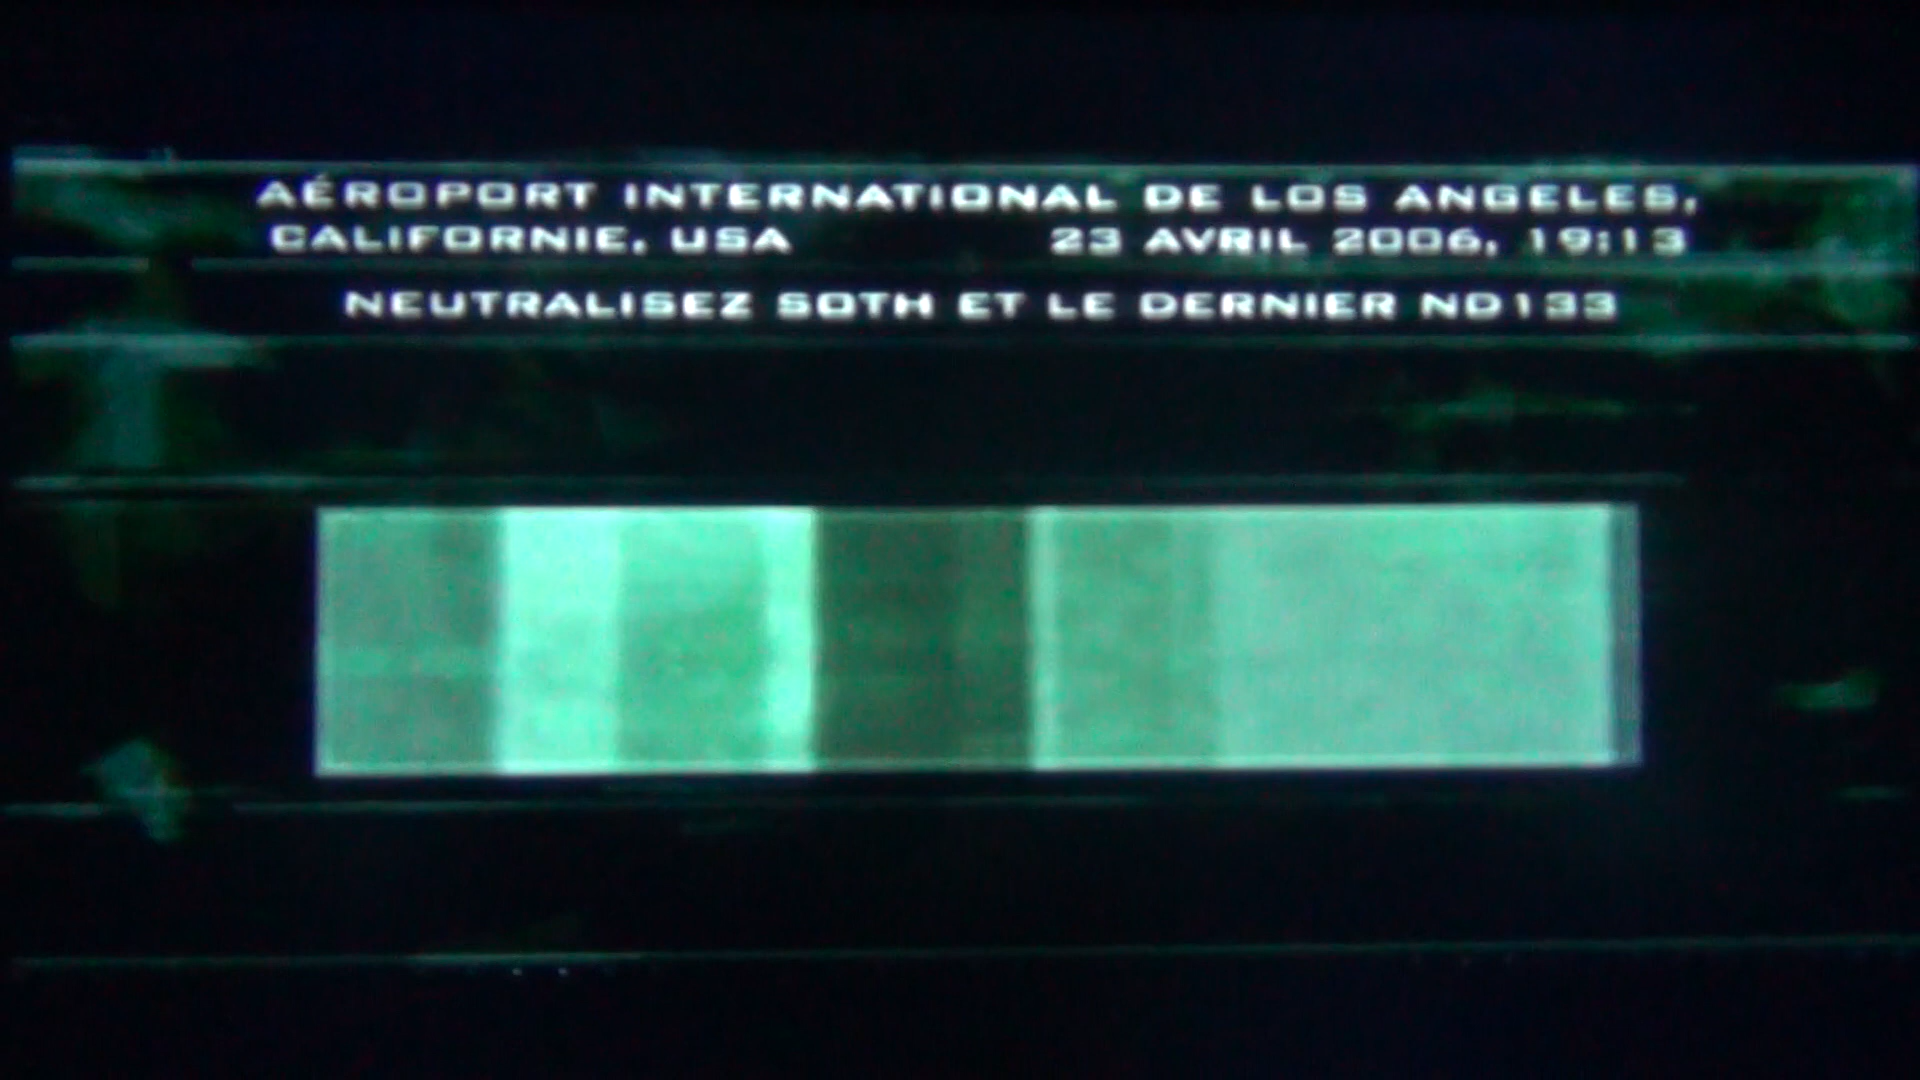 AÉROPORT INTERNATIONAL DE LOS ANGELES,
CALIFORNIE, USA 23 AVRIL 2006, 19:13
NEUTRALISEZ SOTH ET LE DERNIER ND133